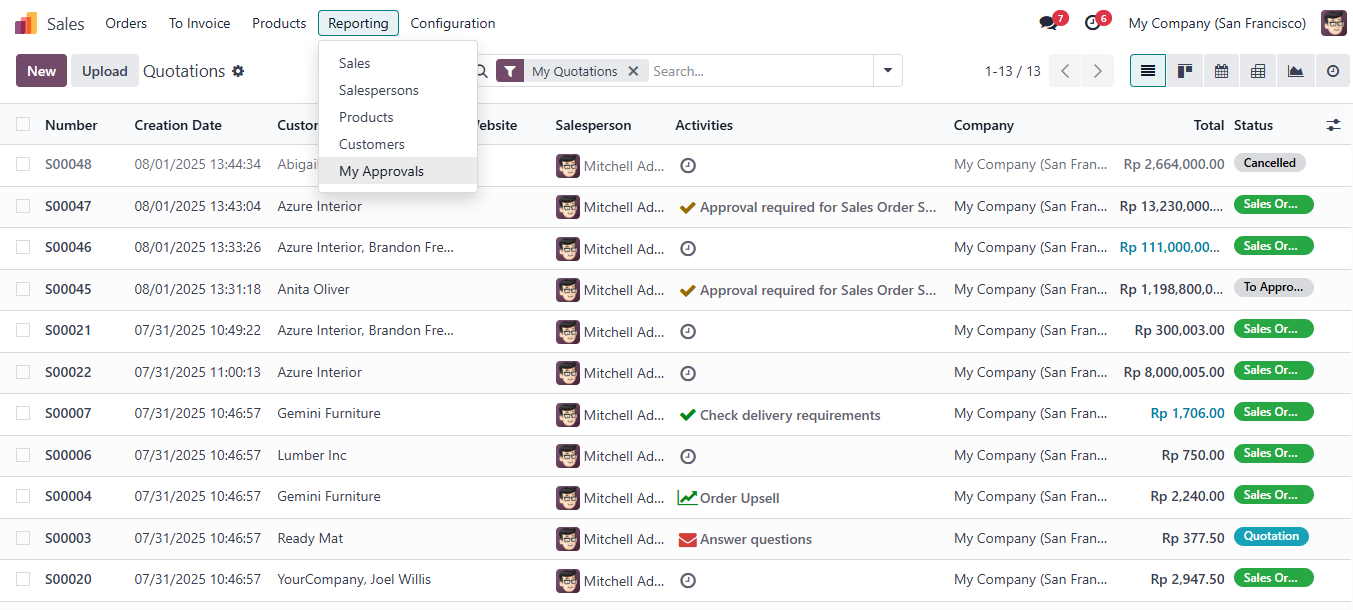 Sales Orders To Invoice Products Reporting Configuration 7 6 My Company (San Francisco)
New Upload Quotations My Quotations Search... 1-13 / 13
Sales
Salespersons
Products
Customers
My Approvals
Number Creation Date Custo ebsite Salesperson Activities Company Total Status
S00048 08/01/2025 13:44:34 Abigai Mitchell Ad... My Company (San Fran... Rp 2,664,000.00 Cancelled
S00047 08/01/2025 13:43:04 Azure Interior Mitchell Ad... Approval required for Sales Order S... My Company (San Fran... Rp 13,230,000.... Sales Or...
S00046 08/01/2025 13:33:26 Azure Interior, Brandon Fre... Mitchell Ad... My Company (San Fran... Rp 111,000,00... Sales Or...
S00045 08/01/2025 13:31:18 Anita Oliver Mitchell Ad... Approval required for Sales Order S... My Company (San Fran... Rp 1,198,800,0... To Appro...
S00021 07/31/2025 10:49:22 Azure Interior, Brandon Fre... Mitchell Ad... My Company (San Fran... Rp 300,003.00 Sales Or...
S00022 07/31/2025 11:00:13 Azure Interior Mitchell Ad... My Company (San Fran... Rp 8,000,005.00 Sales Or...
S00007 07/31/2025 10:46:57 Gemini Furniture Mitchell Ad... Check delivery requirements My Company (San Fran... Rp 1,706.00 Sales Or...
S00006 07/31/2025 10:46:57 Lumber Inc Mitchell Ad... My Company (San Fran... Rp 750.00 Sales Or...
S00004 07/31/2025 10:46:57 Gemini Furniture Mitchell Ad... Order Upsell My Company (San Fran... Rp 2,240.00 Sales Or...
S00003 07/31/2025 10:46:57 Ready Mat Mitchell Ad... Answer questions My Company (San Fran... Rp 377.50 Quotation
S00020 07/31/2025 10:46:57 YourCompany, Joel Willis Mitchell Ad... My Company (San Fran... Rp 2,947.50 Sales Or...